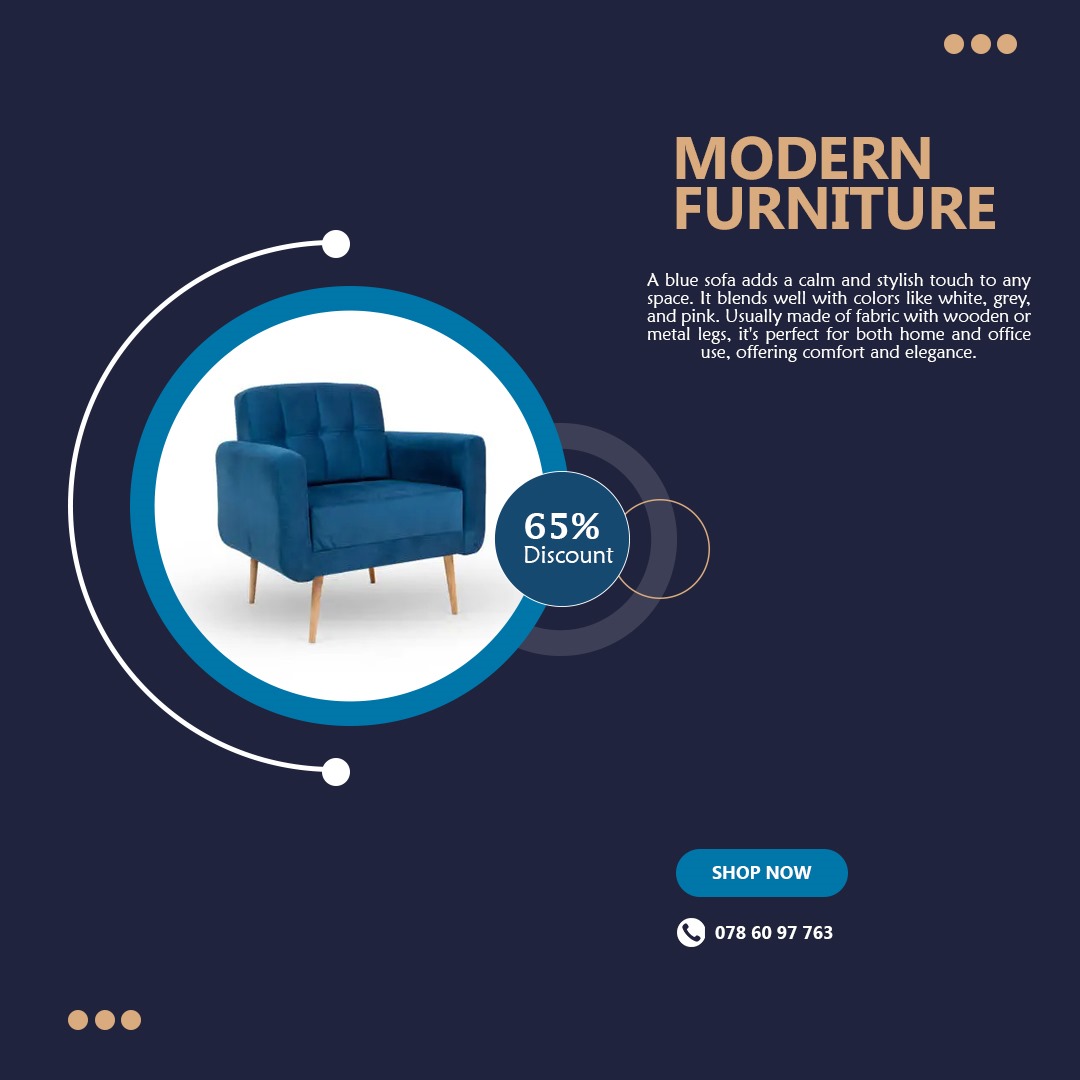 MODERN
FURNITURE
A blue sofa adds a calm and stylish touch to any
space. It blends well with colors like white, grey,
and pink. Usually made of fabric with wooden or
metal legs, it's perfect for both home and office
use, offering comfort and elegance.
65%
Discount
SHOP NOW
078 60 97 763